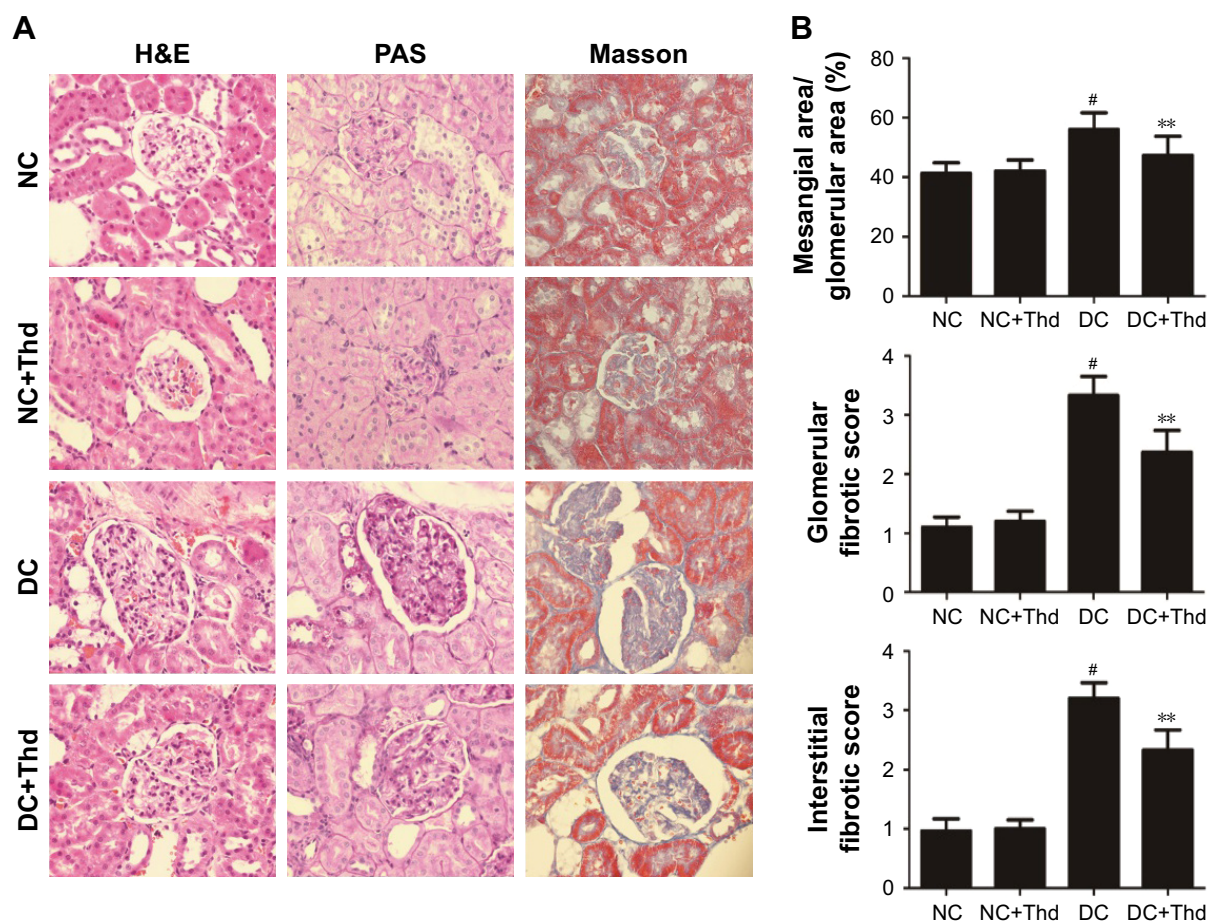 A
H&E
PAS
Masson
NC
NC+Thd
DC
DC+Thd
B
Mesangial area/
glomerular area (%)
80
60
40
20
0
#
**
NC
NC+Thd
DC
DC+Thd
Glomerular
fibrotic score
4
3
2
1
0
#
**
NC
NC+Thd
DC
DC+Thd
Interstitial
fibrotic score
4
3
2
1
0
#
**
NC
NC+Thd
DC
DC+Thd